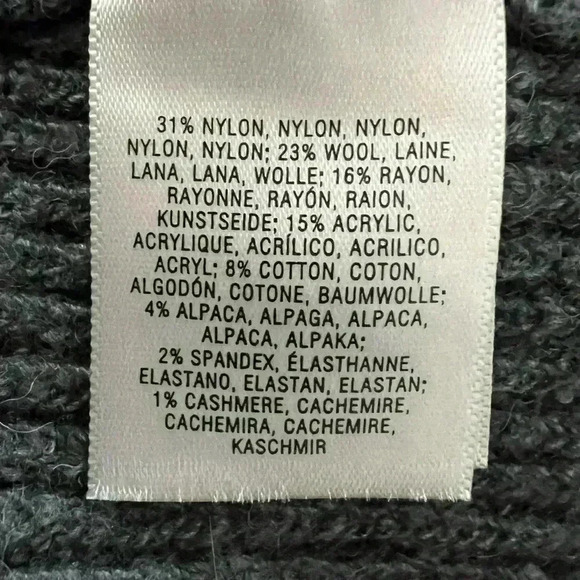 31% NYLON, NYLON, NYLON,
NYLON, NYLON; 23% WOOL, LAINE,
LANA, LANA, WOLLE; 16% RAYON,
RAYONNE, RAYÓN, RAION,
KUNSTSEIDE; 15% ACRYLIC,
ACRYLIQUE, ACRÍLICO, ACRILICO,
ACRYL; 8% COTTON, COTON,
ALGODÓN, COTONE, BAUMWOLLE;
4% ALPACA, ALPAGA, ALPACA,
ALPACA, ALPAKA;
2% SPANDEX, ÉLASTHANNE,
ELASTANO, ELASTAN, ELASTAN;
1% CASHMERE, CACHEMIRE,
CACHEMIRA, CACHEMIRE,
KASCHMIR